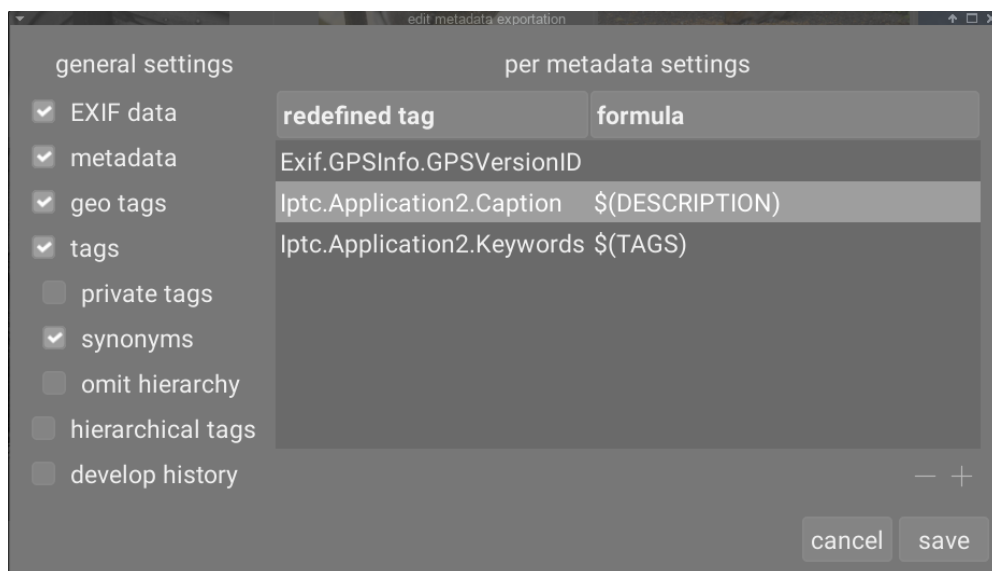 edit metadata exportation
general settings
per metadata settings
EXIF data
metadata
geo tags
tags
private tags
synonyms
omit hierarchy
hierarchical tags
develop history
redefined tag formula
Exif.GPSInfo.GPSVersionID
Iptc.Application2.Caption $(DESCRIPTION)
Iptc.Application2.Keywords $(TAGS)
cancel save